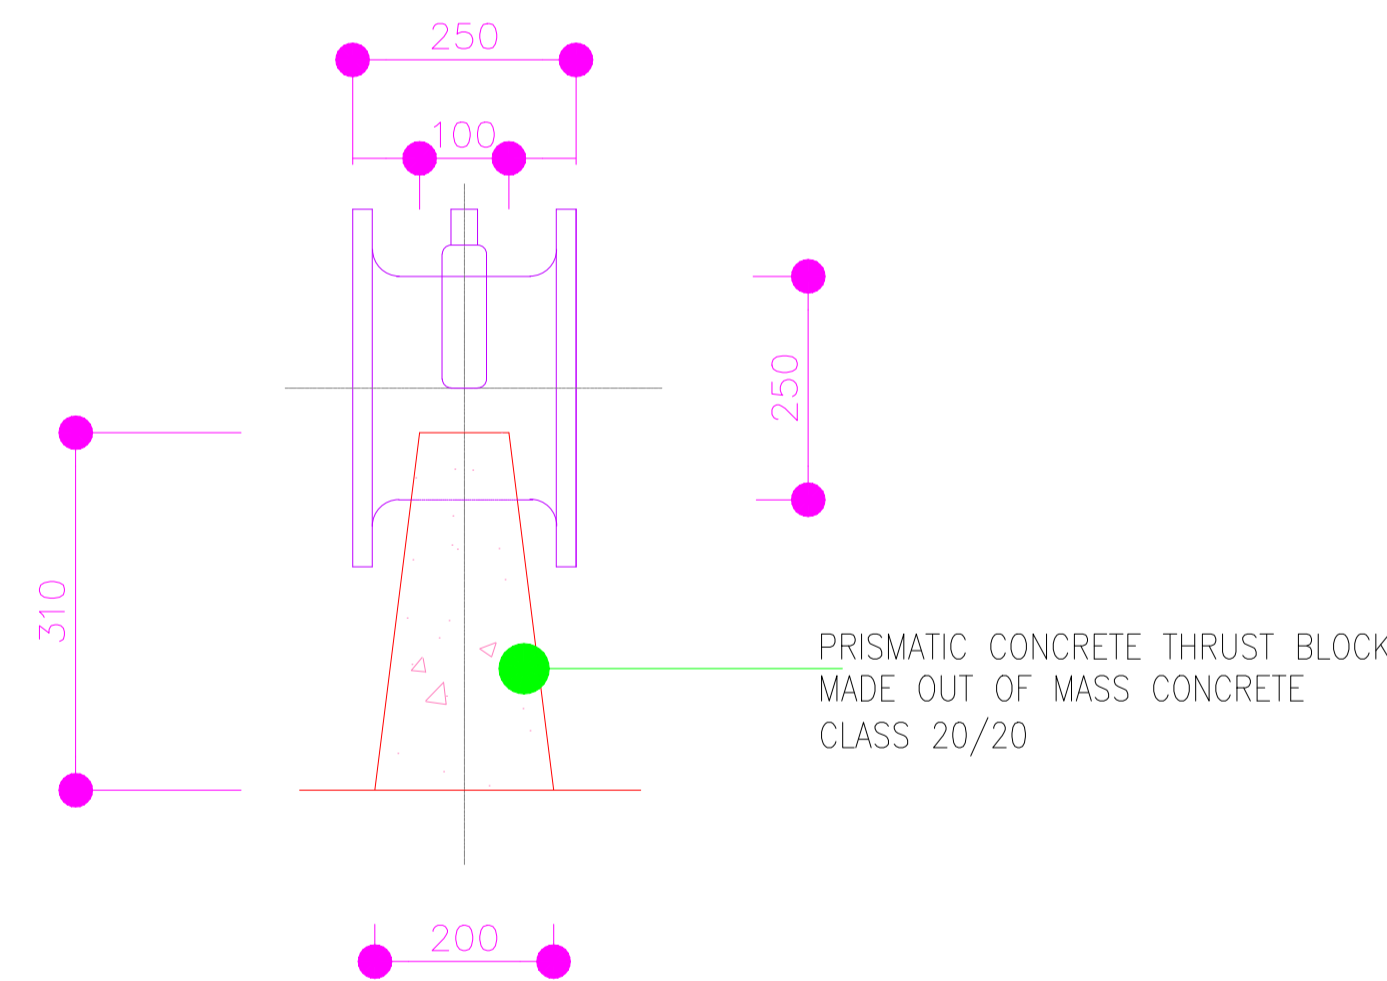 250
100
250
310
PRISMATIC CONCRETE THRUST BLOCK
MADE OUT OF MASS CONCRETE
CLASS 20/20
200